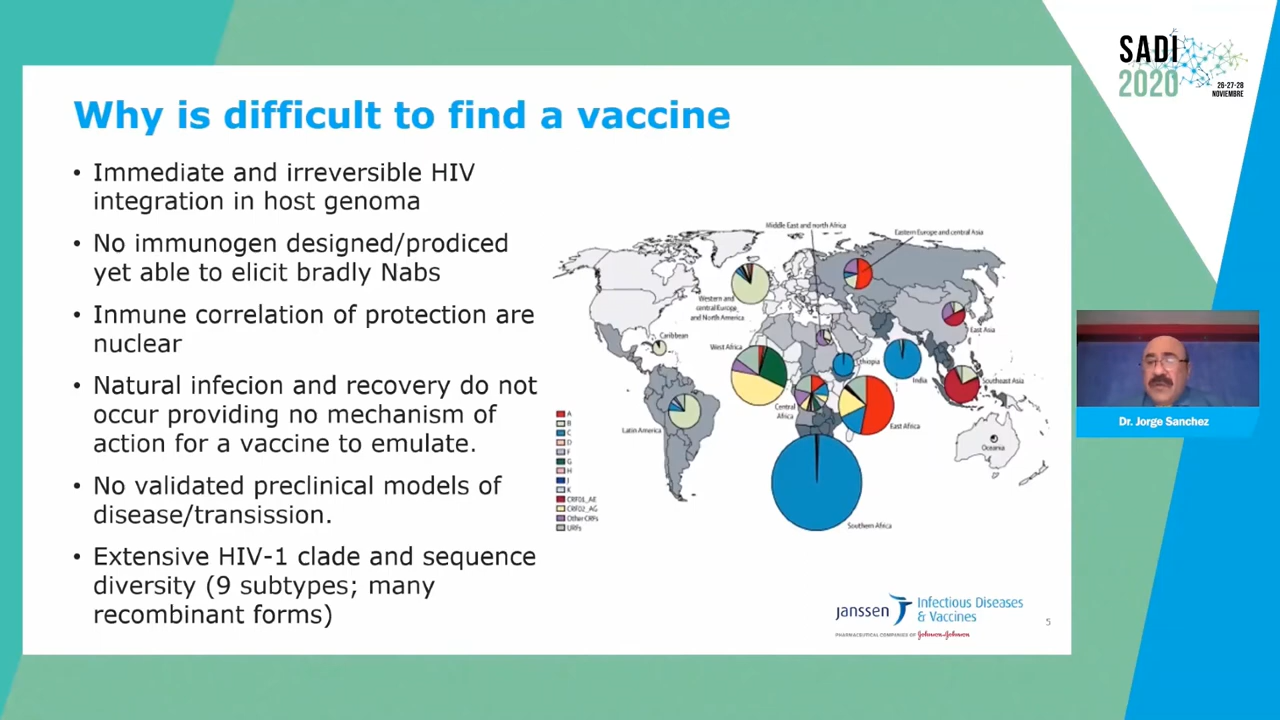 SADI
2020
26-27-28
NOVIEMBRE
Why is difficult to find a vaccine
• Immediate and irreversible HIV
integration in host genoma
• No immunogen designed/prodiced
yet able to elicit bradly Nabs
• Inmune correlation of protection are
nuclear
• Natural infecion and recovery do not
occur providing no mechanism of
action for a vaccine to emulate.
• No validated preclinical models of
disease/transission.
• Extensive HIV-1 clade and sequence
diversity (9 subtypes; many
recombinant forms)
Middle East and north Africa
Eastern Europe and central Asia
Western and
central Europe,
and North America
Caribbean
West Africa
East Asia
Ethiopia
India
Southeast Asia
Central
Africa
East Africa
Latin America
Oceania
Southern Africa
A
B
C
D
F
G
H
J
K
CRF01_AE
CRF02_AG
Other CRFs
URFs
Janssen
Infectious Diseases
& Vaccines
PHARMACEUTICAL COMPANIES OF Johnson&Johnson
5
Dr. Jorge Sanchez